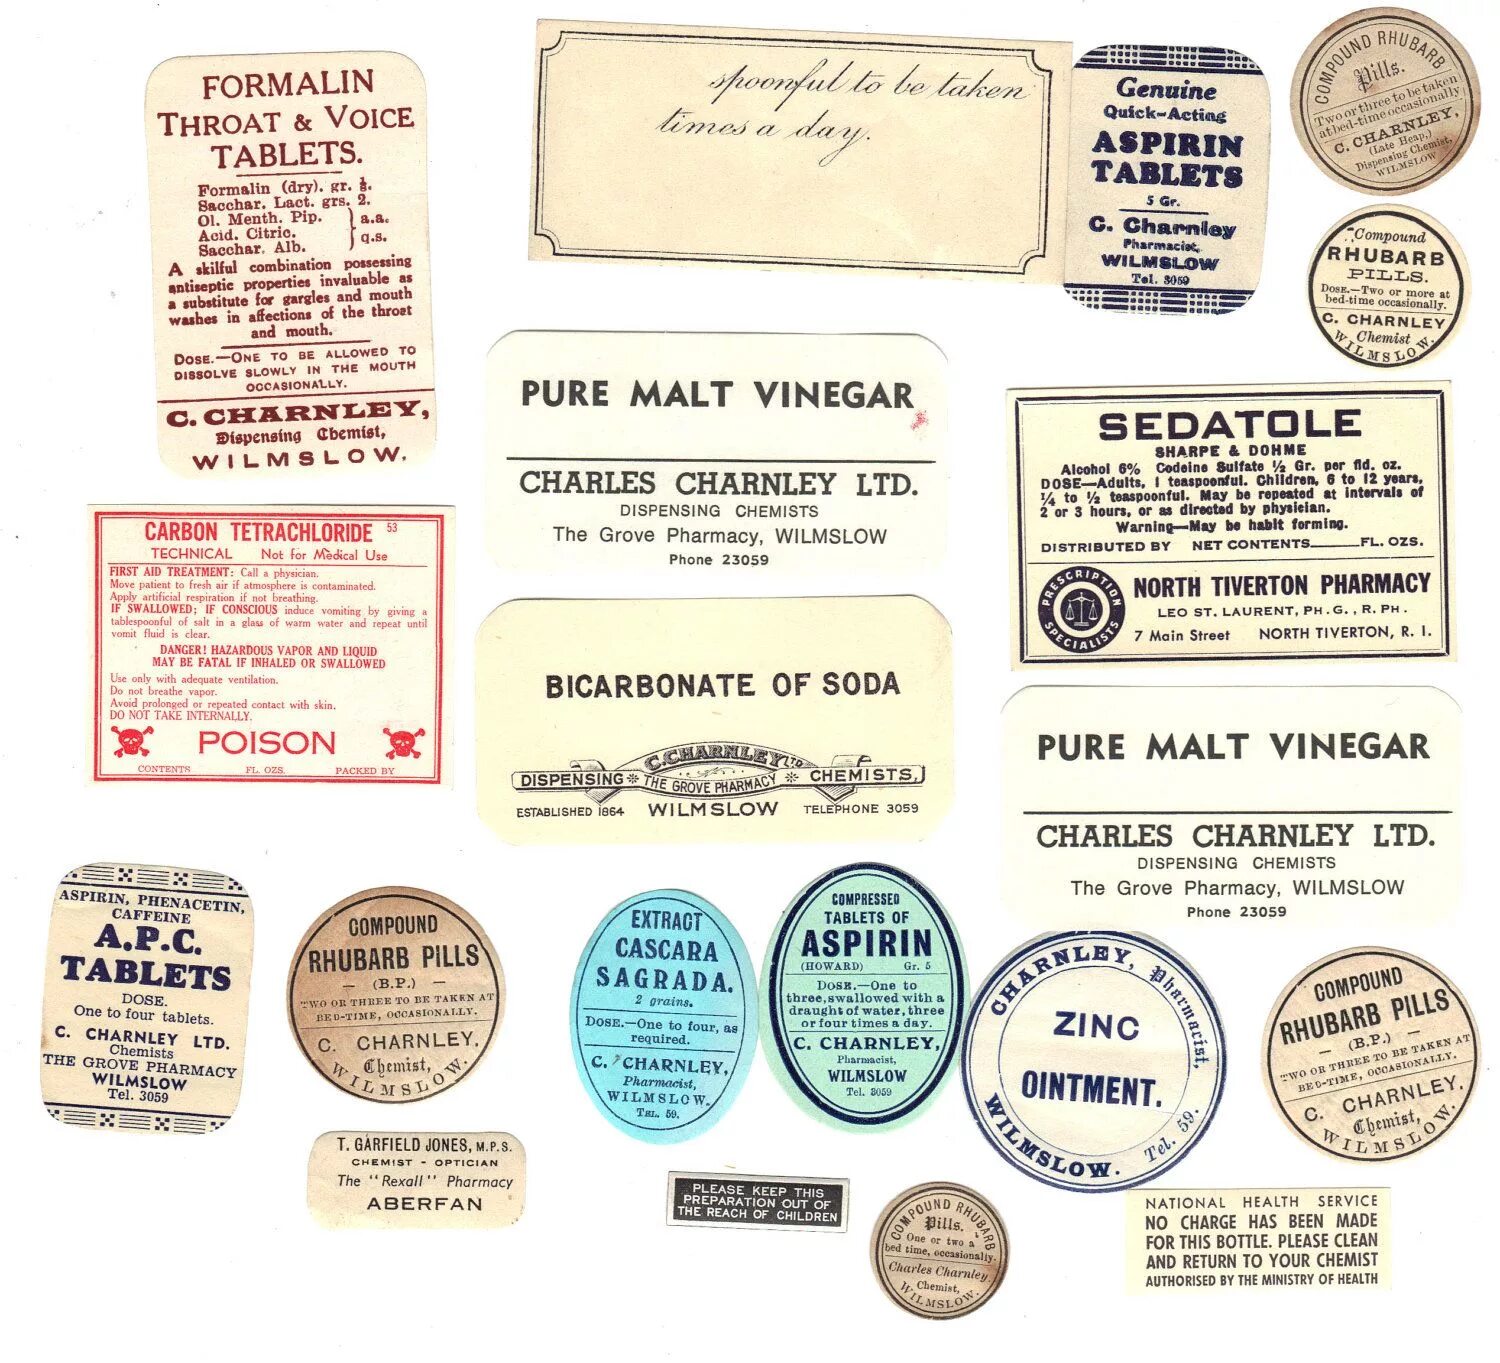 FORMALIN
THROAT & VOICE
TABLETS.
Formalin (dry). gr. ⅛.
Sacchar. Lact. grs. 2.
Ol. Menth. Pip. } a.a.
Acid. Citric.
Sacchar. Alb. } q.s.
A skilful combination possessing
antiseptic properties invaluable as
a substitute for gargles and mouth
washes in affections of the throat
and mouth.
DOSE.—ONE TO BE ALLOWED TO
DISSOLVE SLOWLY IN THE MOUTH
OCCASIONALLY.
C. CHARNLEY,
Dispensing Chemist,
WILMSLOW.
spoonful to be taken
times a day.
Genuine
Quick-Acting
ASPIRIN
TABLETS
5 Gr.
C. Charnley
Pharmacist,
WILMSLOW
Tel. 3059
COMPOUND RHUBARB
Pills.
Two or three to be taken
at bed-time occasionally
C. CHARNLEY,
(Late Heap,)
Dispensing Chemist,
WILMSLOW
Compound
RHUBARB
PILLS.
DOSE.—Two or more at
bed-time occasionally.
C. CHARNLEY
Chemist
WILMSLOW.
PURE MALT VINEGAR
CHARLES CHARNLEY LTD.
DISPENSING CHEMISTS
The Grove Pharmacy, WILMSLOW
Phone 23059
SEDATOLE
SHARPE & DOHME
Alcohol 6% Codeine Sulfate ½ Gr. per fld. oz.
DOSE—Adults, 1 teaspoonful. Children, 6 to 12 years,
¼ to ½ teaspoonful. May be repeated at intervals of
2 or 3 hours, or as directed by physician.
Warning—May be habit forming.
DISTRIBUTED BY NET CONTENTS______FL. OZS.
PRESCRIPTION SPECIALISTS
NORTH TIVERTON PHARMACY
LEO ST. LAURENT, PH.G., R. PH.
7 Main Street NORTH TIVERTON, R. I.
CARBON TETRACHLORIDE 53
TECHNICAL Not for Medical Use
FIRST AID TREATMENT: Call a physician.
Move patient to fresh air if atmosphere is contaminated.
Apply artificial respiration if not breathing.
IF SWALLOWED; IF CONSCIOUS induce vomiting by giving a
tablespoonful of salt in a glass of warm water and repeat until
vomit fluid is clear.
DANGER! HAZARDOUS VAPOR AND LIQUID
MAY BE FATAL IF INHALED OR SWALLOWED
Use only with adequate ventilation.
Do not breathe vapor.
Avoid prolonged or repeated contact with skin.
DO NOT TAKE INTERNALLY.
POISON
CONTENTS FL. OZS. PACKED BY
BICARBONATE OF SODA
C. CHARNLEY LTD
DISPENSING THE GROVE PHARMACY CHEMISTS,
ESTABLISHED 1864 WILMSLOW TELEPHONE 3059
PURE MALT VINEGAR
CHARLES CHARNLEY LTD.
DISPENSING CHEMISTS
The Grove Pharmacy, WILMSLOW
Phone 23059
ASPIRIN, PHENACETIN,
CAFFEINE
A.P.C.
TABLETS
DOSE.
One to four tablets.
C. CHARNLEY LTD.
Chemists
THE GROVE PHARMACY
WILMSLOW
Tel. 3059
COMPOUND
RHUBARB PILLS
— (B.P.) —
TWO OR THREE TO BE TAKEN AT
BED-TIME, OCCASIONALLY.
C. CHARNLEY.
Chemist,
WILMSLOW.
EXTRACT
CASCARA
SAGRADA.
2 grains.
DOSE.—One to four, as
required.
C. CHARNLEY,
Pharmacist,
WILMSLOW.
TEL. 59.
COMPRESSED
TABLETS OF
ASPIRIN
(HOWARD) Gr. 5
DOSE.—One to
three, swallowed with a
draught of water, three
or four times a day.
C. CHARNLEY,
Pharmacist,
WILMSLOW
Tel. 3059
CHARNLEY, Pharmacist,
ZINC
OINTMENT.
WILMSLOW. Tel. 59.
COMPOUND
RHUBARB PILLS
— (B.P.) —
TWO OR THREE TO BE TAKEN AT
BED-TIME, OCCASIONALLY.
C. CHARNLEY.
Chemist,
WILMSLOW.
T. GARFIELD JONES, M.P.S.
CHEMIST - OPTICIAN
The "Rexall" Pharmacy
ABERFAN
PLEASE KEEP THIS
PREPARATION OUT OF
THE REACH OF CHILDREN
COMPOUND RHUBARB
Pills.
One or two a
bed time, occasionally.
Charles Charnley.
Chemist,
WILMSLOW.
NATIONAL HEALTH SERVICE
NO CHARGE HAS BEEN MADE
FOR THIS BOTTLE. PLEASE CLEAN
AND RETURN TO YOUR CHEMIST
AUTHORISED BY THE MINISTRY OF HEALTH